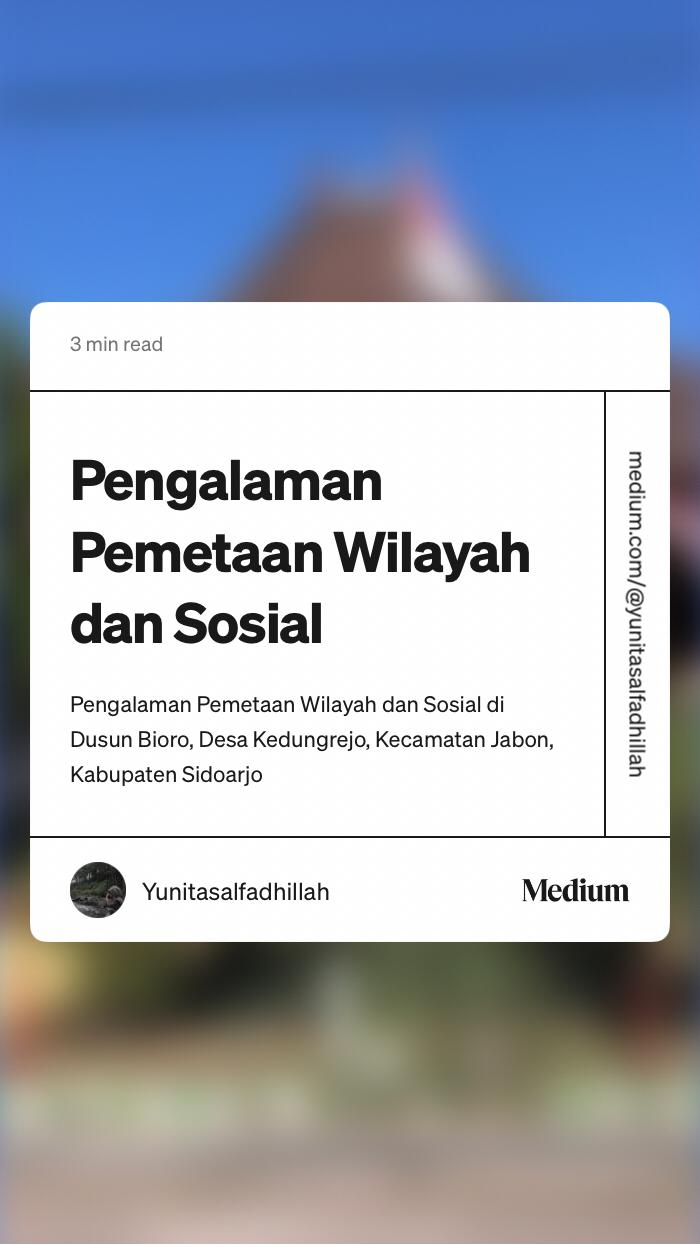 3 min read
Pengalaman
Pemetaan Wilayah
dan Sosial
Pengalaman Pemetaan Wilayah dan Sosial di
Dusun Bioro, Desa Kedungrejo, Kecamatan Jabon,
Kabupaten Sidoarjo
medium.com/@yunitasalfadhillah
Yunitasalfadhillah
Medium